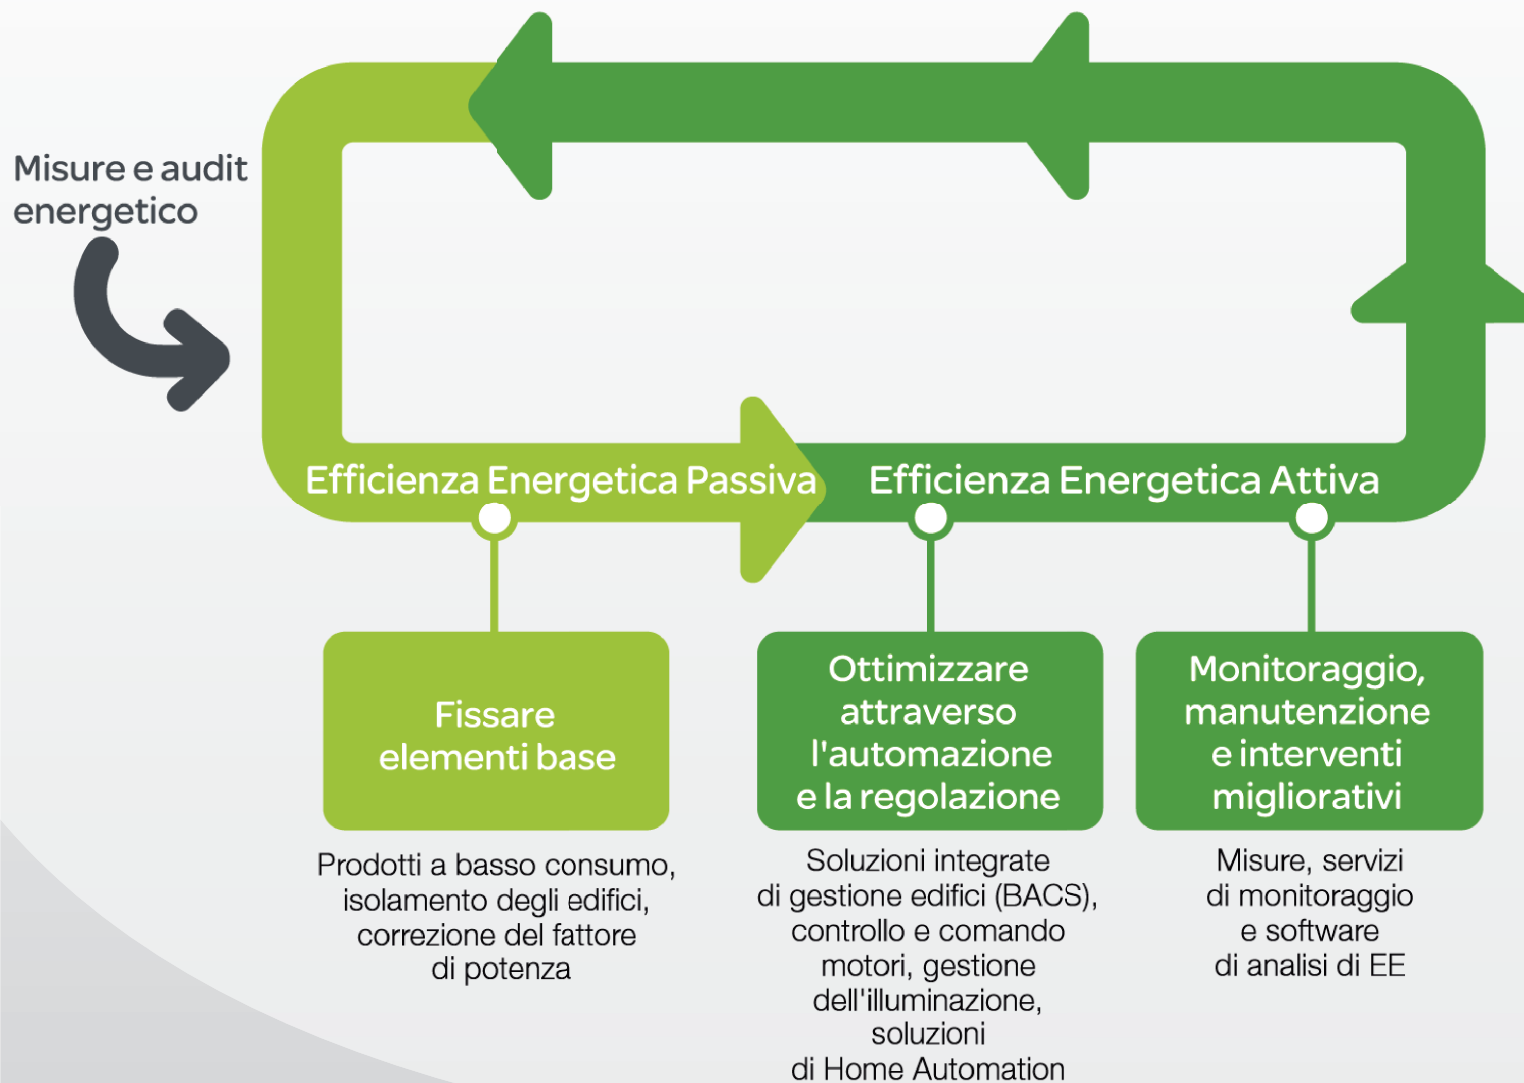 Misure e audit
energetico
Efficienza Energetica Passiva
Efficienza Energetica Attiva
Fissare
elementi base
Prodotti a basso consumo,
isolamento degli edifici,
correzione del fattore
di potenza
Ottimizzare
attraverso
l'automazione
e la regolazione
Soluzioni integrate
di gestione edifici (BACS),
controllo e comando
motori, gestione
dell'illuminazione,
soluzioni
di Home Automation
Monitoraggio,
manutenzione
e interventi
migliorativi
Misure, servizi
di monitoraggio
e software
di analisi di EE